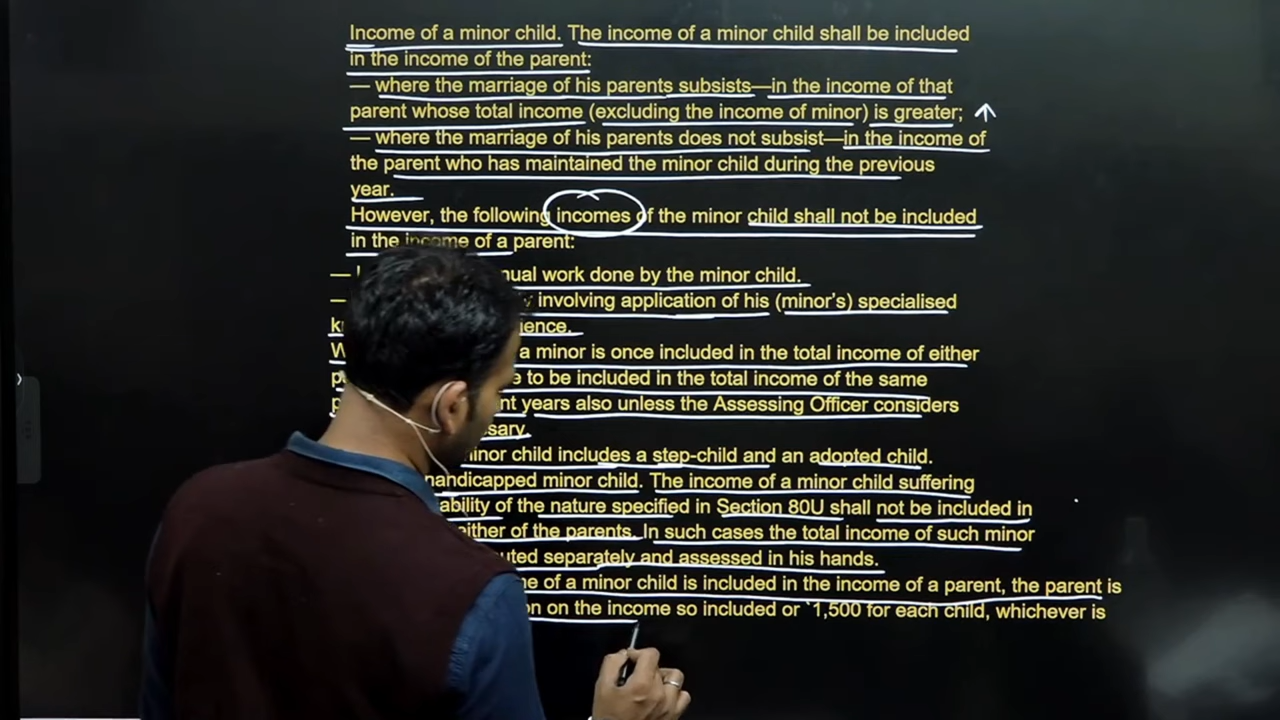 Income of a minor child. The income of a minor child shall be included
in the income of the parent:
— where the marriage of his parents subsists—in the income of that
parent whose total income (excluding the income of minor) is greater;
— where the marriage of his parents does not subsist—in the income of
the parent who has maintained the minor child during the previous
year.
However, the following incomes of the minor child shall not be included
in the income of a parent:
— work done by the minor child.
— involving application of his (minor's) specialised
a minor is once included in the total income of either
to be included in the total income of the same
years also unless the Assessing Officer considers
child includes a step-child and an adopted child.
handicapped minor child. The income of a minor child suffering
of the nature specified in Section 80U shall not be included in
of the parents. In such cases the total income of such minor
separately and assessed in his hands.
of a minor child is included in the income of a parent, the parent is
on the income so included or `1,500 for each child, whichever is